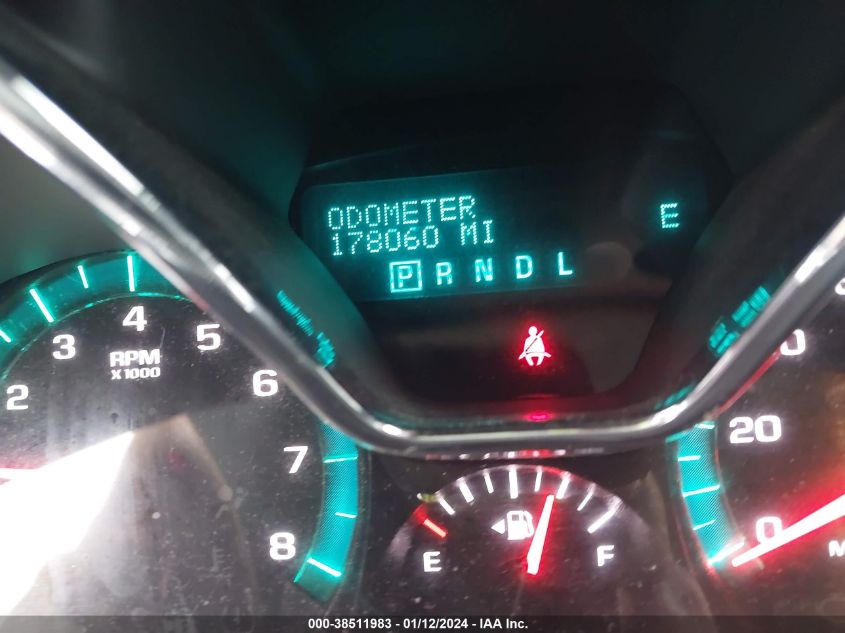 ODOMETER
178060 MI
E
P R N D L
2 3 4 5 6 7 8
RPM
X1000
20
0
E F
000-38511983 - 01/12/2024 - IAA Inc.